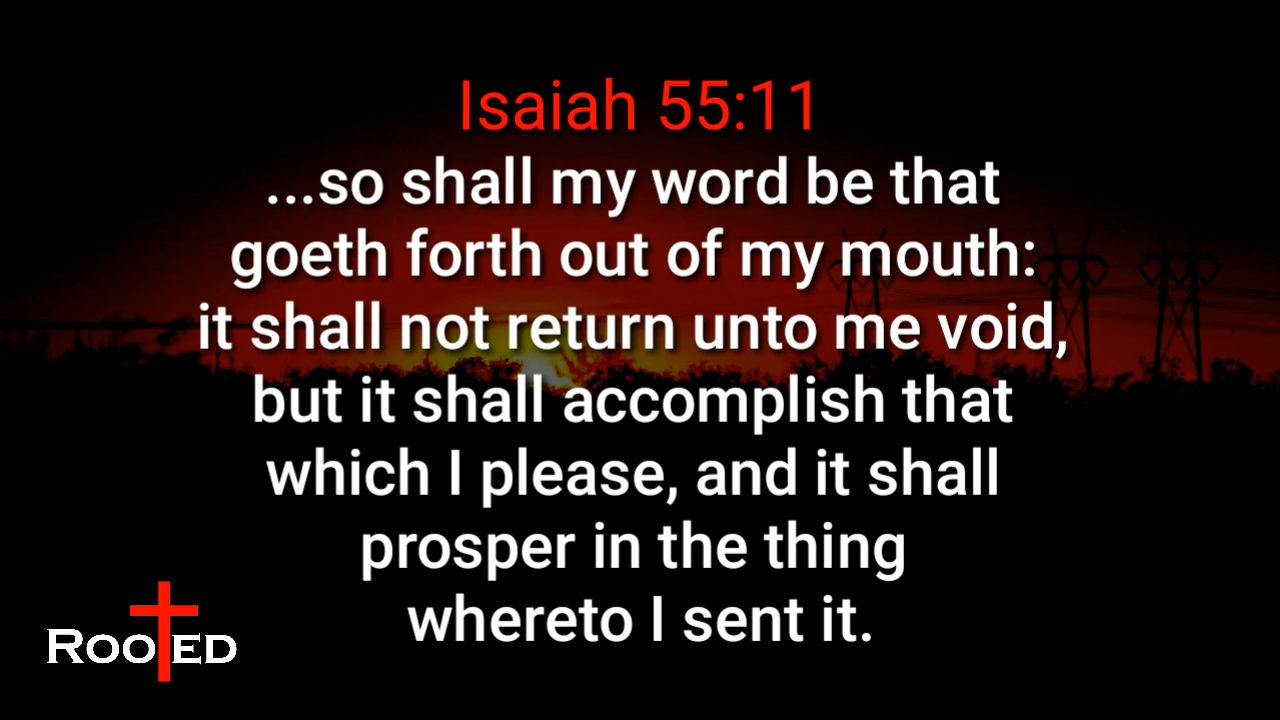 Isaiah 55:11
...so shall my word be that
goeth forth out of my mouth:
it shall not return unto me void,
but it shall accomplish that
which I please, and it shall
prosper in the thing
whereto I sent it.
ROOTED